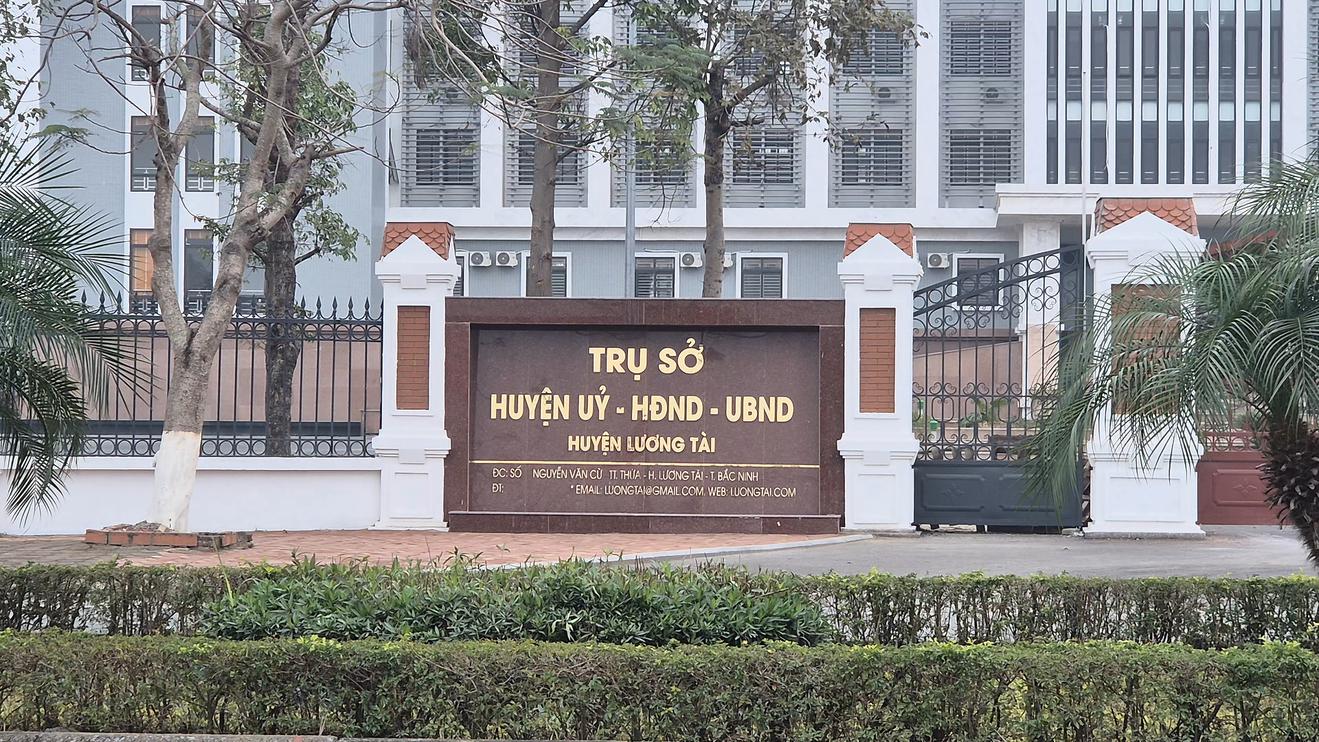 TRỤ SỞ
HUYỆN UỶ - HĐND - UBND
HUYỆN LƯƠNG TÀI
ĐC: SỐ NGUYỄN VĂN CỪ TT. THỨA - H. LƯƠNG TÀI - T. BẮC NINH
ĐT: * EMAIL: LUONGTAI@GMAIL.COM. WEB: LUONGTAI.COM